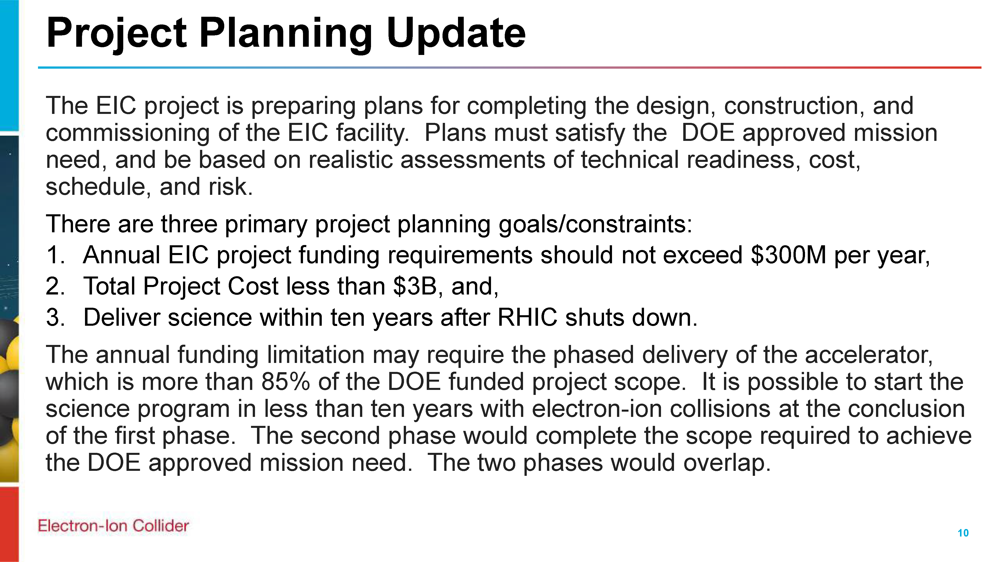 Project Planning Update
The EIC project is preparing plans for completing the design, construction, and
commissioning of the EIC facility. Plans must satisfy the DOE approved mission
need, and be based on realistic assessments of technical readiness, cost,
schedule, and risk.
There are three primary project planning goals/constraints:
1. Annual EIC project funding requirements should not exceed $300M per year,
2. Total Project Cost less than $3B, and,
3. Deliver science within ten years after RHIC shuts down.
The annual funding limitation may require the phased delivery of the accelerator,
which is more than 85% of the DOE funded project scope. It is possible to start the
science program in less than ten years with electron-ion collisions at the conclusion
of the first phase. The second phase would complete the scope required to achieve
the DOE approved mission need. The two phases would overlap.
Electron-Ion Collider
10